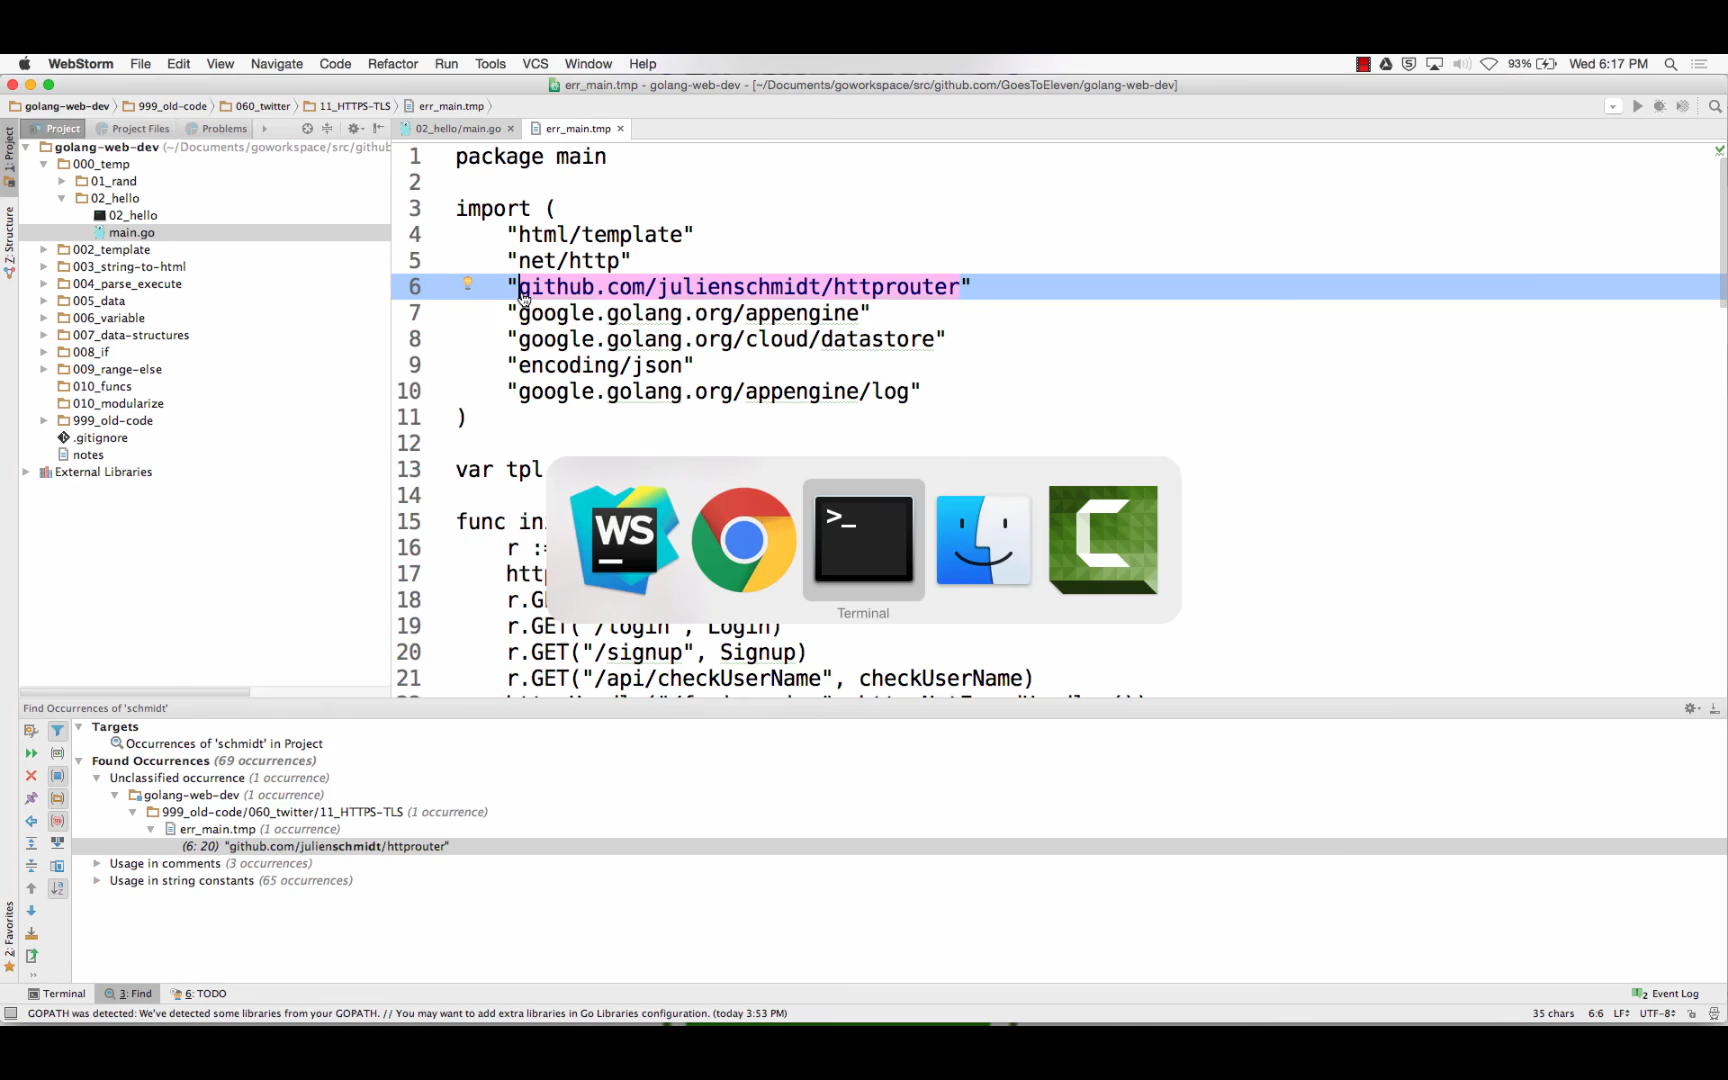 WebStorm File Edit View Navigate Code Refactor Run Tools VCS Window Help 93% Wed 6:17 PM
err_main.tmp - golang-web-dev - [~/Documents/goworkspace/src/github.com/GoesToEleven/golang-web-dev]
golang-web-dev 999_old-code 060_twitter 11_HTTPS-TLS err_main.tmp
Project Project Files Problems 02_hello/main.go err_main.tmp
1: Project
Z: Structure
2: Favorites
golang-web-dev (~/Documents/goworkspace/src/github
000_temp
01_rand
02_hello
02_hello
main.go
002_template
003_string-to-html
004_parse_execute
005_data
006_variable
007_data-structures
008_if
009_range-else
010_funcs
010_modularize
999_old-code
.gitignore
notes
External Libraries
1 package main
2
3 import (
4 "html/template"
5 "net/http"
6 "github.com/julienschmidt/httprouter"
7 "google.golang.org/appengine"
8 "google.golang.org/cloud/datastore"
9 "encoding/json"
10 "google.golang.org/appengine/log"
11 )
12
13 var tpl
14
15 func in
16 r :=
17 http
18 r.G
19 r.GET("/login", Login)
20 r.GET("/signup", Signup)
21 r.GET("/api/checkUserName", checkUserName)
WS
>_
C
Terminal
Find Occurrences of 'schmidt'
Targets
Occurrences of 'schmidt' in Project
Found Occurrences (69 occurrences)
Unclassified occurrence (1 occurrence)
golang-web-dev (1 occurrence)
999_old-code/060_twitter/11_HTTPS-TLS (1 occurrence)
err_main.tmp (1 occurrence)
(6: 20) "github.com/julienschmidt/httprouter"
Usage in comments (3 occurrences)
Usage in string constants (65 occurrences)
Terminal 3: Find 6: TODO 2 Event Log
GOPATH was detected: We've detected some libraries from your GOPATH. // You may want to add extra libraries in Go Libraries configuration. (today 3:53 PM) 35 chars 6:6 LF UTF-8